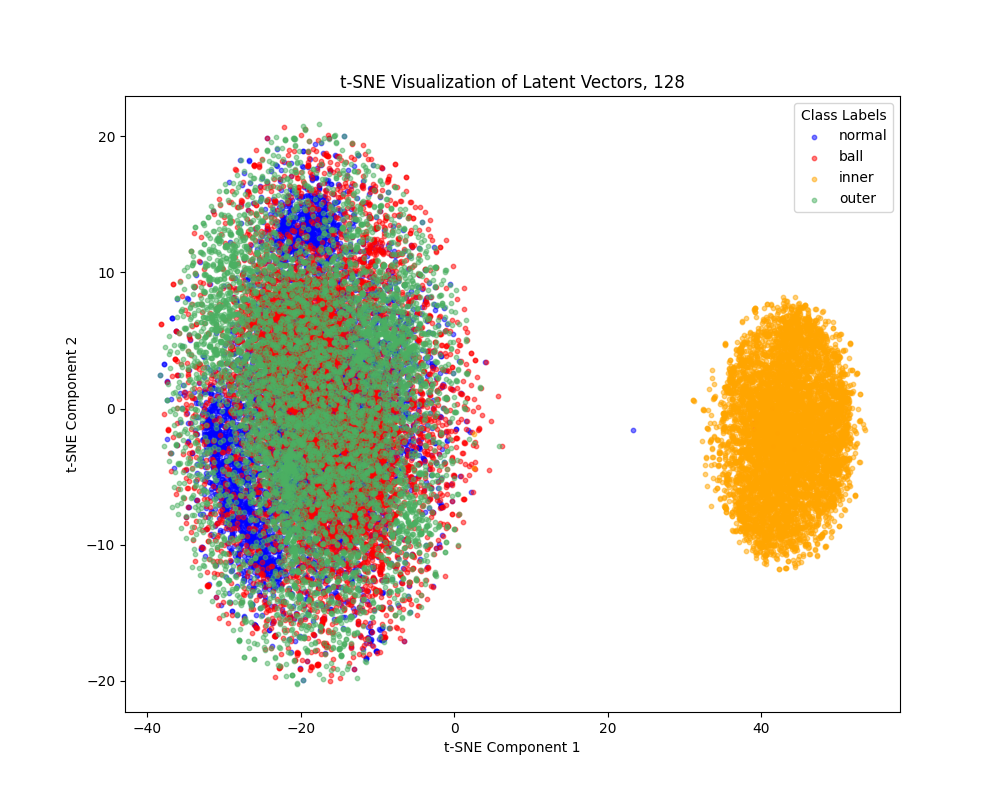 t-SNE Visualization of Latent Vectors, 128
Class Labels
normal
ball
inner
outer
20
10
0
−10
−20
t-SNE Component 2
−40
−20
0
20
40
t-SNE Component 1